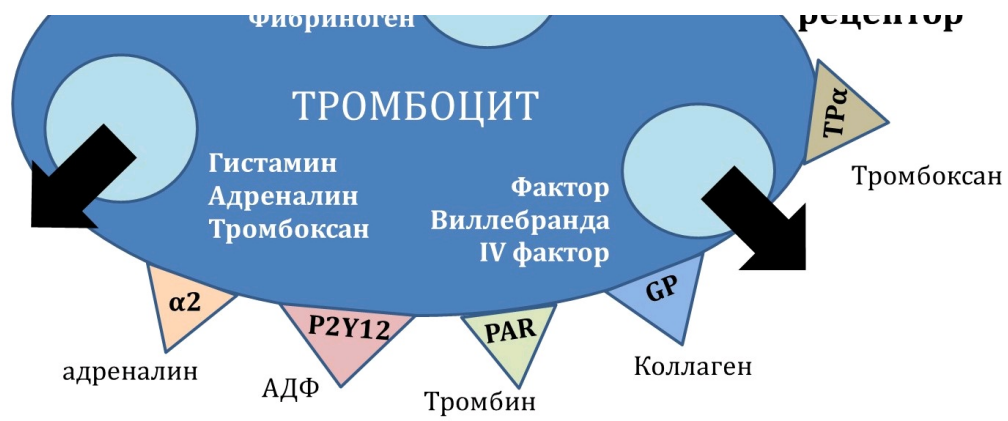 Фибриноген
рецептор
ТРОМБОЦИТ
TPα
Тромбоксан
Гистамин
Адреналин
Тромбоксан
Фактор
Виллебранда
IV фактор
α2
P2Y12
PAR
GP
адреналин
АДФ
Тромбин
Коллаген